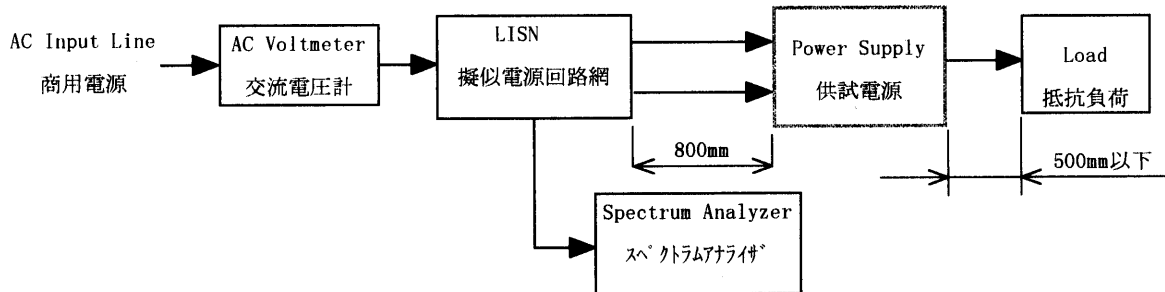 AC Input Line
商用電源
AC Voltmeter
交流電圧計
LISN
擬似電源回路網
Power Supply
供試電源
Load
抵抗負荷
800mm
500mm以下
Spectrum Analyzer
スペクトラムアナライザ